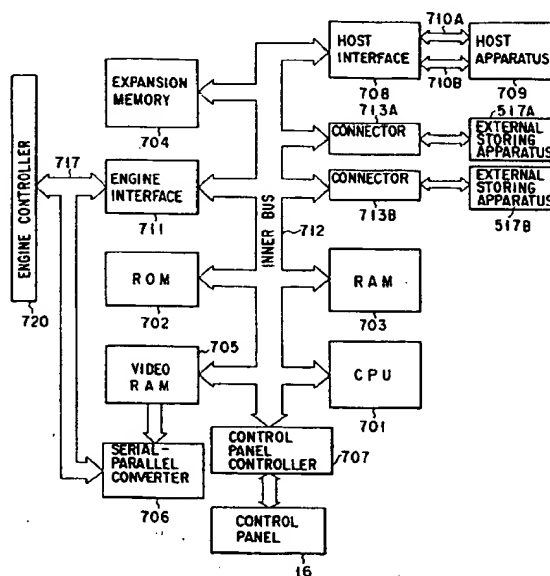 710A
HOST
INTERFACE
708
710B
HOST
APPARATUS
709
EXPANSION
MEMORY
704
713A
CONNECTOR
517A
EXTERNAL
STORING
APPARATUS
717
ENGINE CONTROLLER
720
ENGINE
INTERFACE
711
CONNECTOR
713B
EXTERNAL
STORING
APPARATUS
517B
INNER BUS
712
ROM
702
RAM
703
705
VIDEO
RAM
CPU
701
SERIAL-
PARALLEL
CONVERTER
706
CONTROL
PANEL
CONTROLLER
707
CONTROL
PANEL
16